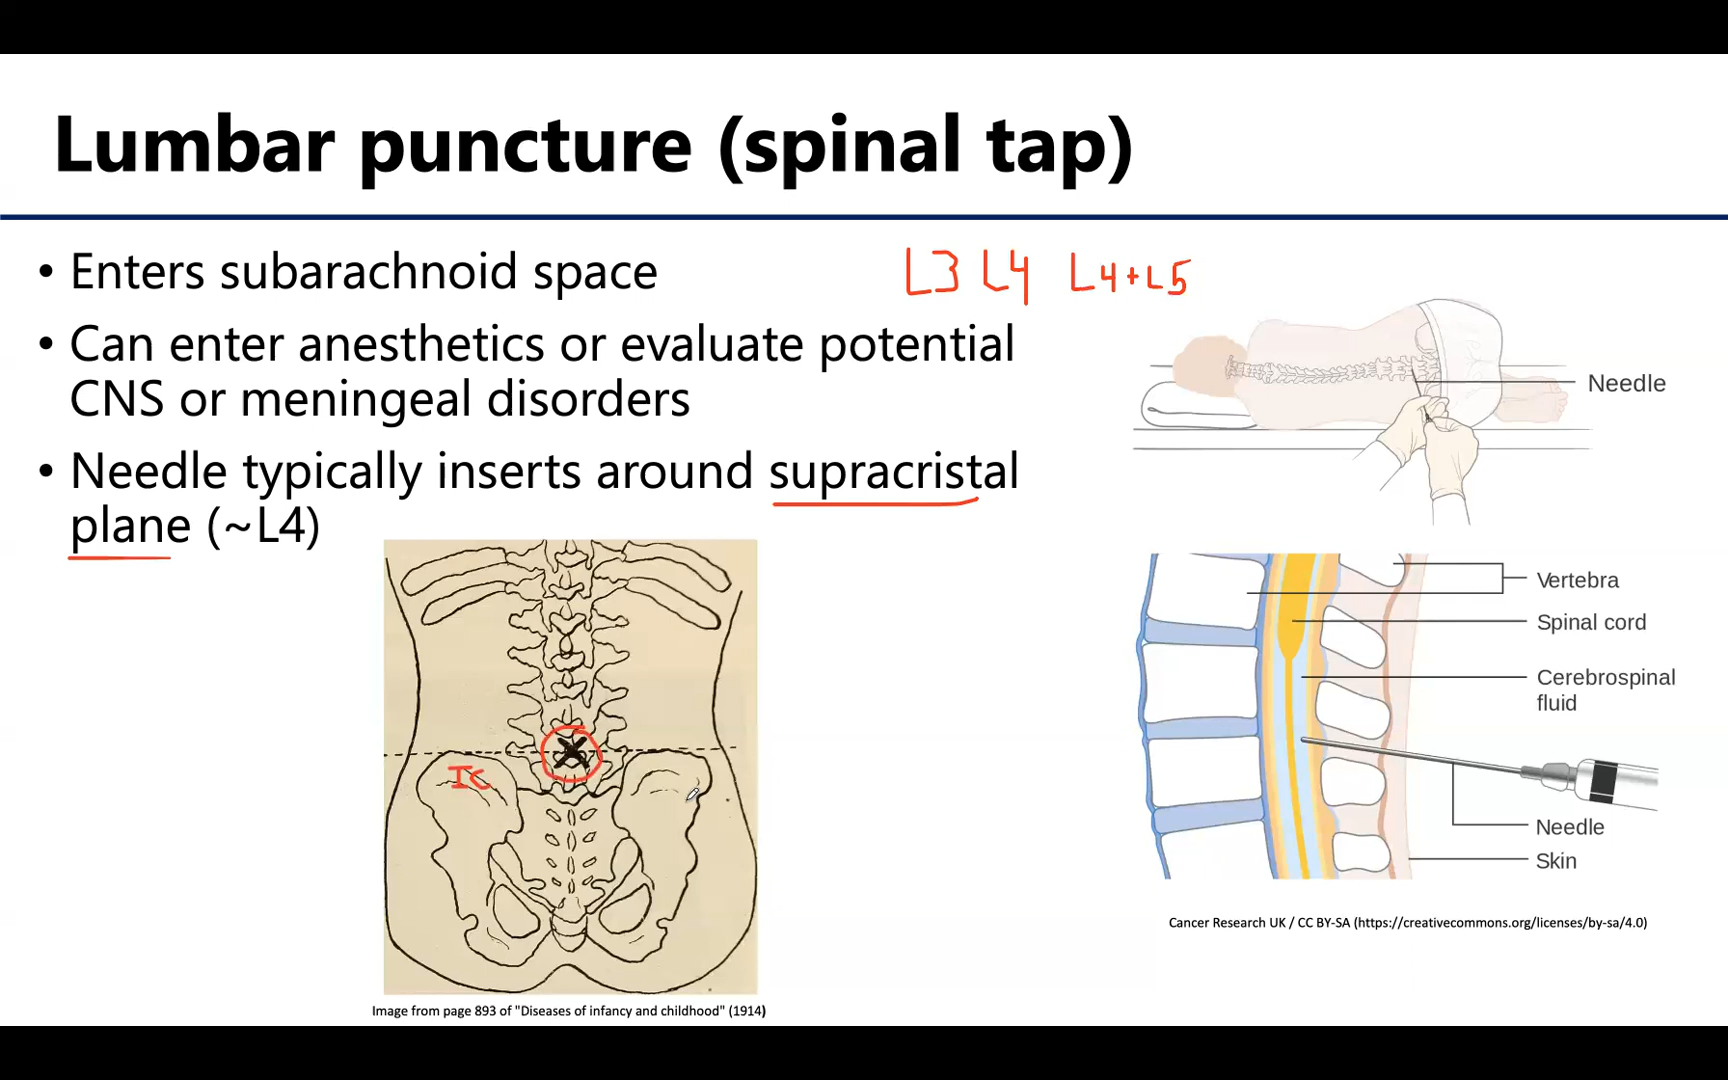 Lumbar puncture (spinal tap)
• Enters subarachnoid space
L3 L4 L4+L5
• Can enter anesthetics or evaluate potential
CNS or meningeal disorders
• Needle typically inserts around supracristal
plane (~L4)
IC
Image from page 893 of "Diseases of infancy and childhood" (1914)
Needle
Vertebra
Spinal cord
Cerebrospinal
fluid
Needle
Skin
Cancer Research UK / CC BY-SA (https://creativecommons.org/licenses/by-sa/4.0)